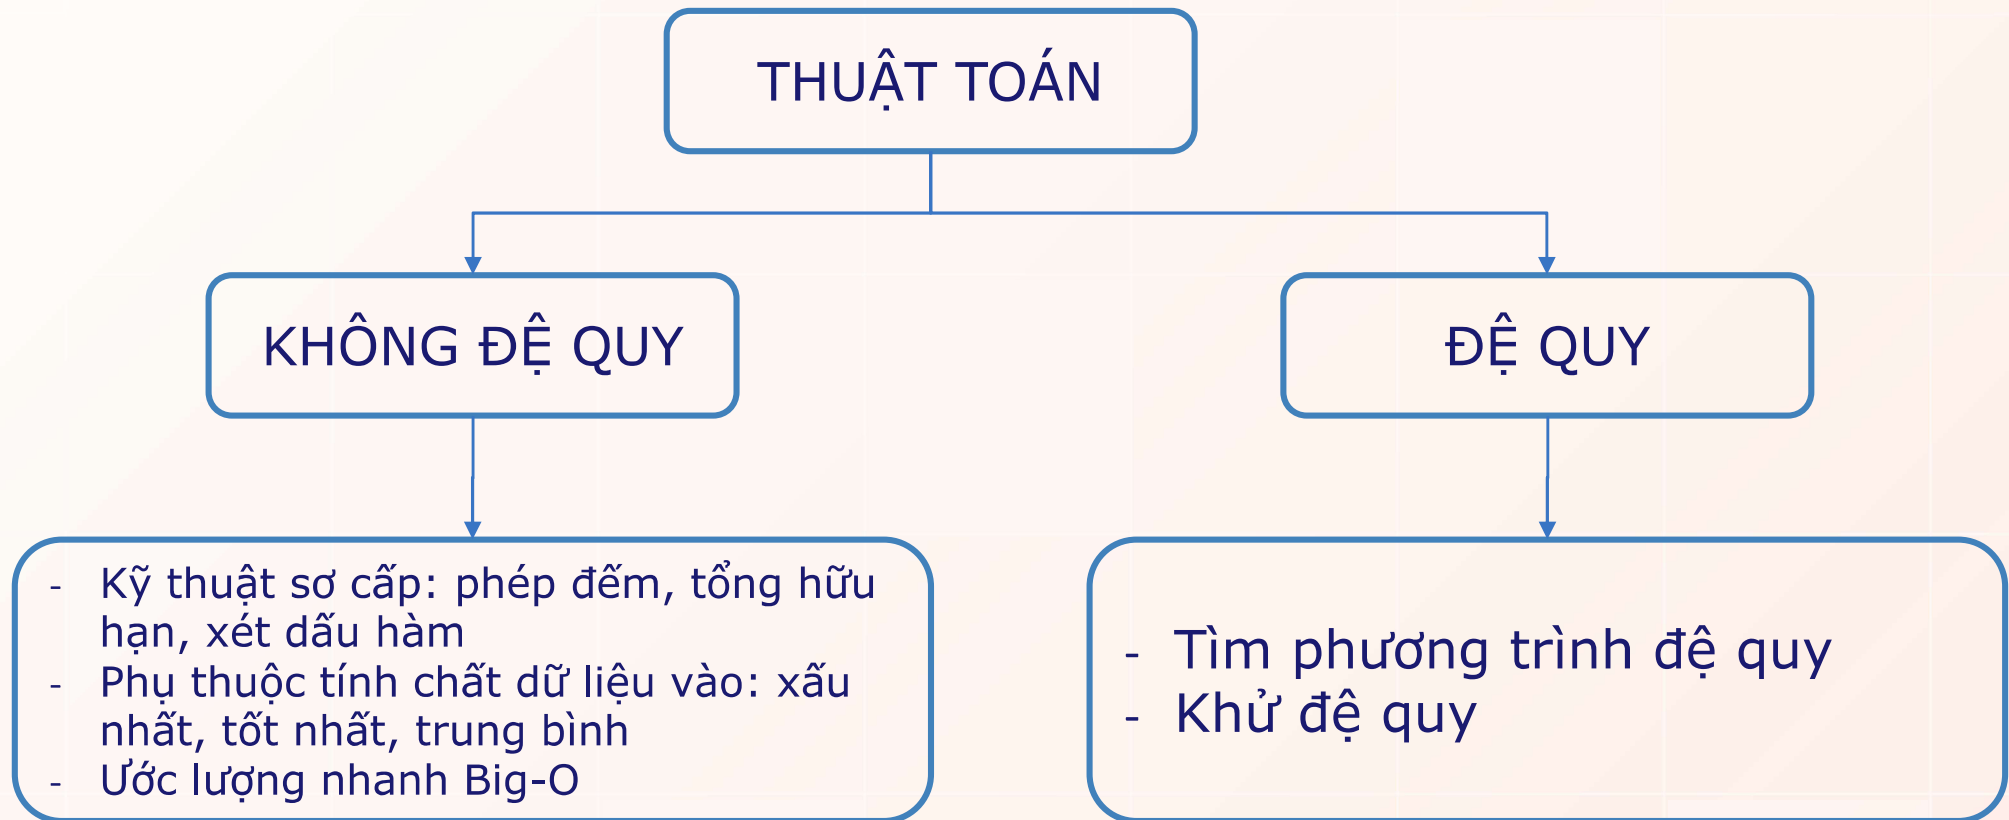 THUẬT TOÁN
KHÔNG ĐỆ QUY
ĐỆ QUY
- Kỹ thuật sơ cấp: phép đếm, tổng hữu
hạn, xét dấu hàm
- Phụ thuộc tính chất dữ liệu vào: xấu
nhất, tốt nhất, trung bình
- Ước lượng nhanh Big-O
- Tìm phương trình đệ quy
- Khử đệ quy